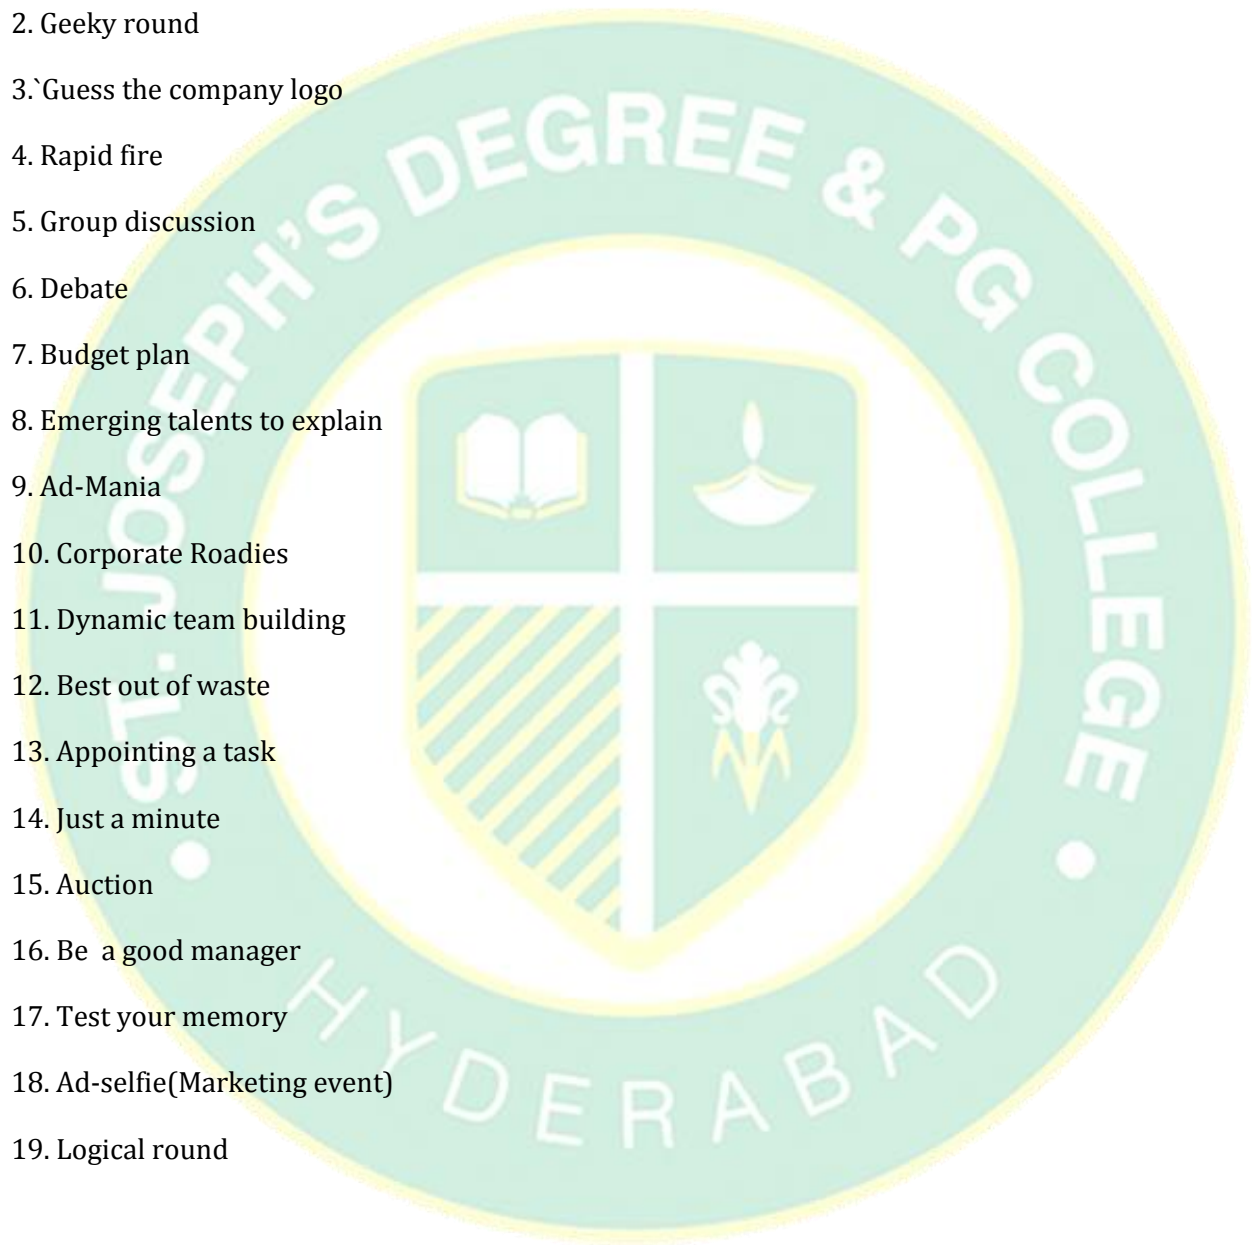 2. Geeky round
3.`Guess the company logo
4. Rapid fire
5. Group discussion
6. Debate
7. Budget plan
8. Emerging talents to explain
9. Ad-Mania
10. Corporate Roadies
11. Dynamic team building
12. Best out of waste
13. Appointing a task
14. Just a minute
15. Auction
16. Be  a good manager
17. Test your memory
18. Ad-selfie(Marketing event)
19. Logical round
ST. JOSEPH'S DEGREE & PG COLLEGE
HYDERABAD